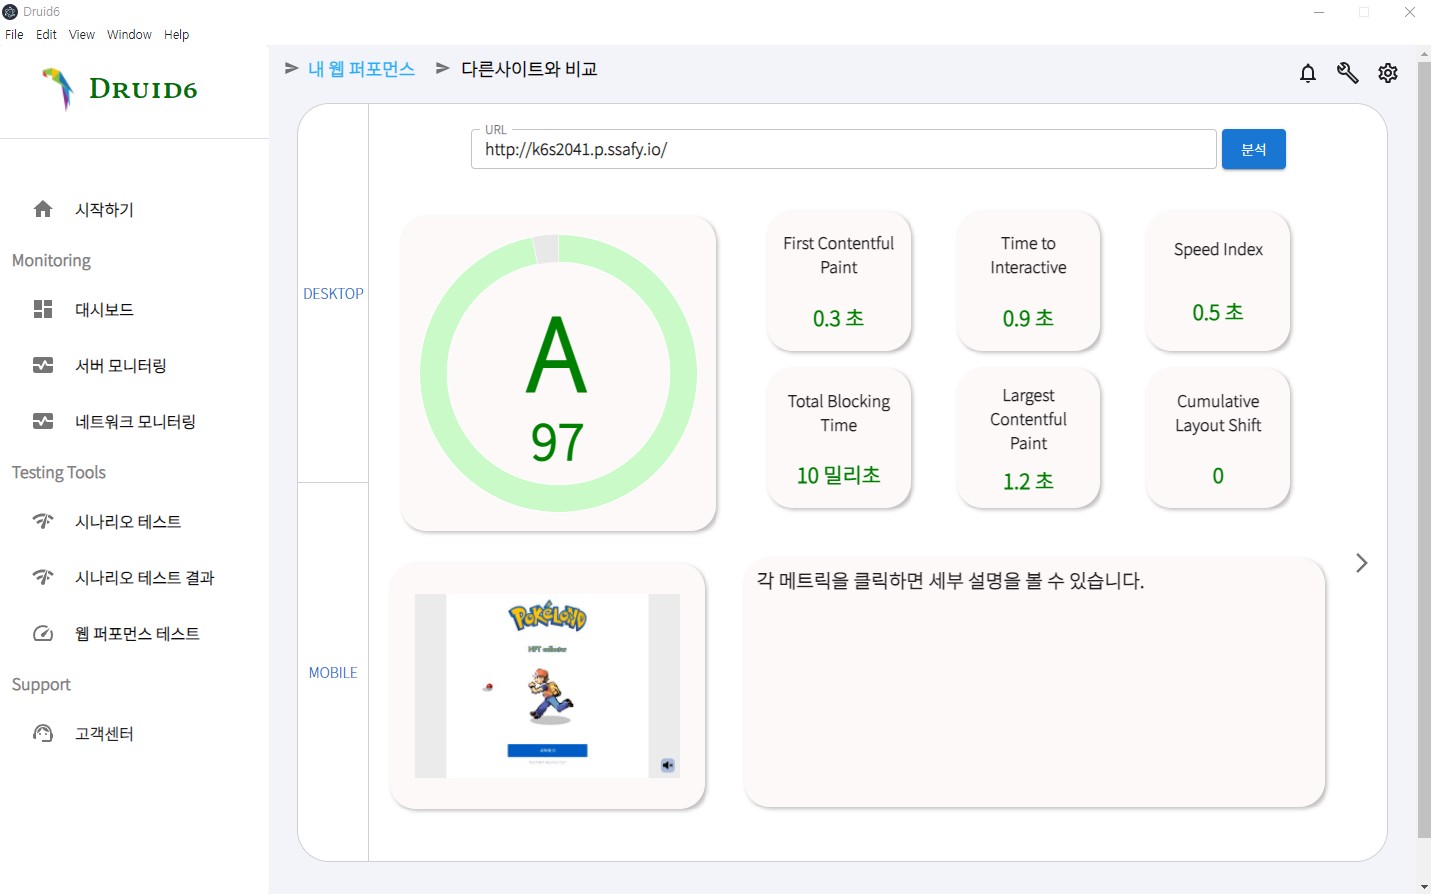 Druid6
File Edit View Window Help
DRUID6
시작하기
Monitoring
대시보드
서버 모니터링
네트워크 모니터링
Testing Tools
시나리오 테스트
시나리오 테스트 결과
웹 퍼포먼스 테스트
Support
고객센터
내 웹 퍼포먼스 다른사이트와 비교
DESKTOP
MOBILE
URL
http://k6s2041.p.ssafy.io/
분석
A
97
First Contentful
Paint
0.3 초
Time to
Interactive
0.9 초
Speed Index
0.5 초
Total Blocking
Time
10 밀리초
Largest
Contentful
Paint
1.2 초
Cumulative
Layout Shift
0
POKéLOND
NFT collector
각 메트릭을 클릭하면 세부 설명을 볼 수 있습니다.